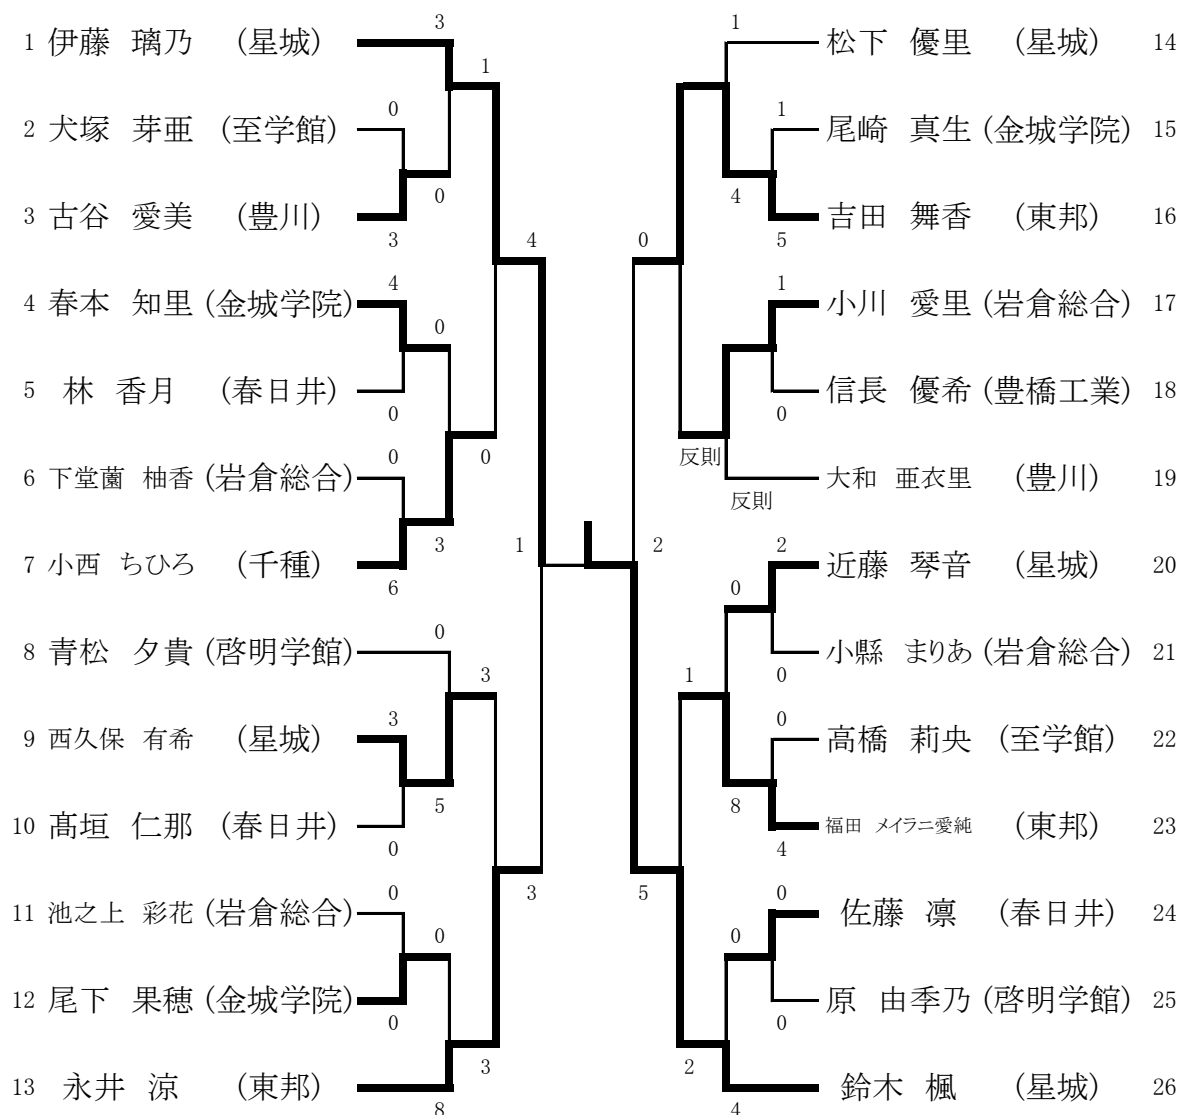 3
1
1 伊藤 璃乃 (星城)
松下 優里 (星城) 14
1
0
1
2 犬塚 芽亜 (至学館)
尾崎 真生 (金城学院) 15
0
4
3 古谷 愛美 (豊川)
吉田 舞香 (東邦) 16
3
4
0
5
4
1
4 春本 知里 (金城学院)
小川 愛里 (岩倉総合) 17
0
5 林 香月 (春日井)
信長 優希 (豊橋工業) 18
0
0
0
0
反則
6 下堂薗 柚香 (岩倉総合)
大和 亜衣里 (豊川) 19
反則
3
1
2
2
7 小西 ちひろ (千種)
近藤 琴音 (星城) 20
6
0
0
8 青松 夕貴 (啓明学館)
小縣 まりあ (岩倉総合) 21
3
1
0
3
0
9 西久保 有希 (星城)
高橋 莉央 (至学館) 22
5
8
10 髙垣 仁那 (春日井)
福田 メイラニ愛純 (東邦) 23
0
4
0
3
5
0
11 池之上 彩花 (岩倉総合)
佐藤 凛 (春日井) 24
0
0
12 尾下 果穂 (金城学院)
原 由季乃 (啓明学館) 25
0
0
3
2
13 永井 涼 (東邦)
鈴木 楓 (星城) 26
8
4